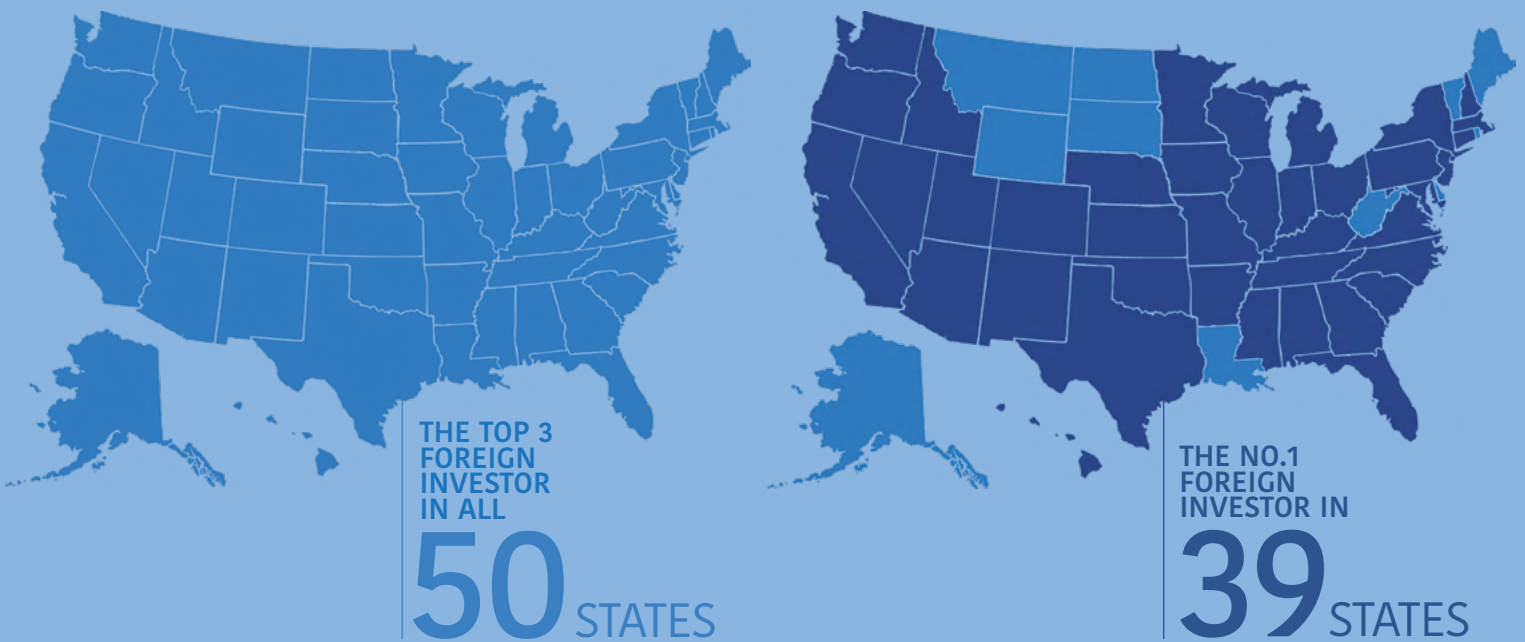 THE TOP 3
FOREIGN
INVESTOR
IN ALL
50 STATES
THE NO.1
FOREIGN
INVESTOR IN
39 STATES